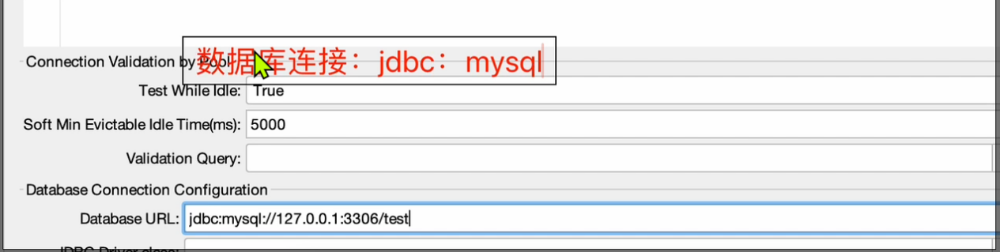 Connection Validation by Pool
数据库连接：jdbc：mysql
Test While Idle: True
Soft Min Evictable Idle Time(ms): 5000
Validation Query:
Database Connection Configuration
Database URL: jdbc:mysql://127.0.0.1:3306/test
JDBC Driver class: